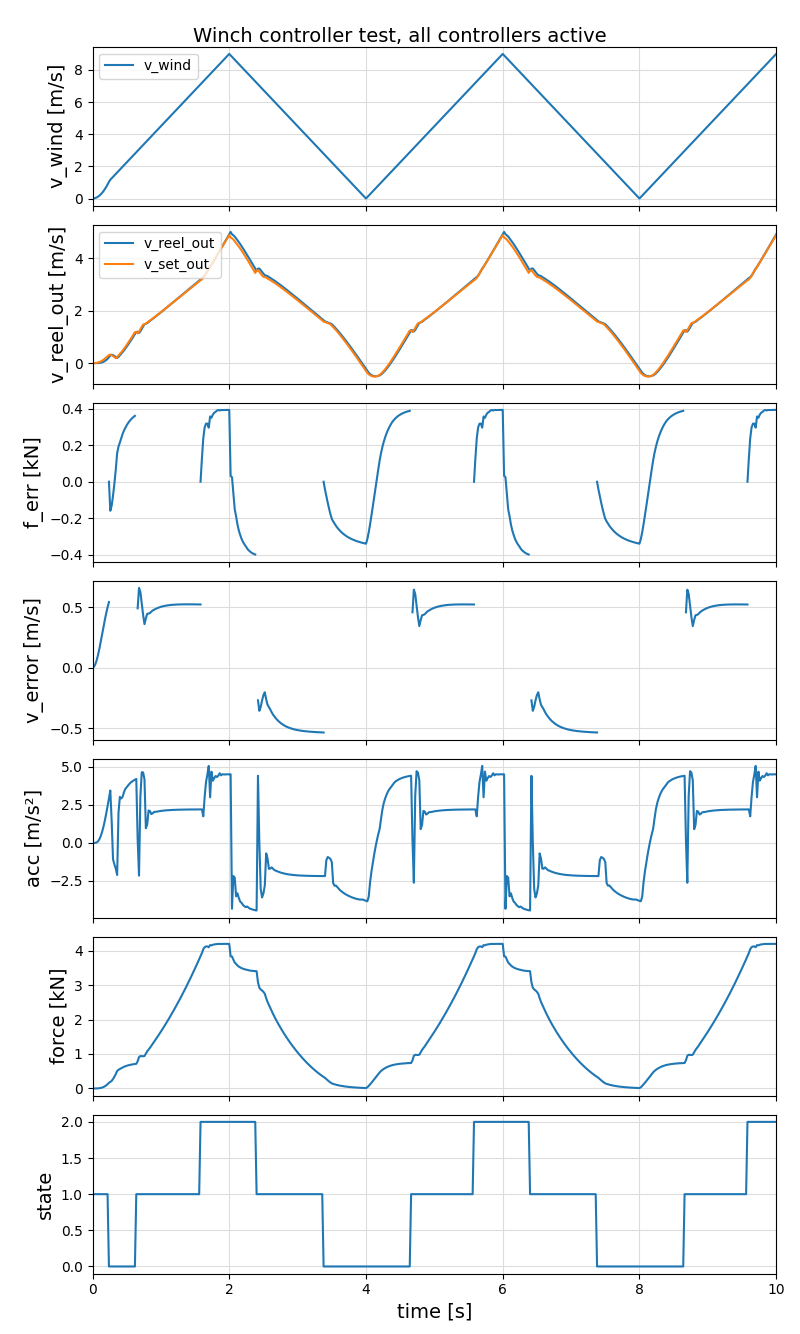 Winch controller test, all controllers active
v_wind [m/s]
8
6
4
2
0
v_wind
v_reel_out [m/s]
4
2
0
v_reel_out
v_set_out
f_err [kN]
0.4
0.2
0.0
−0.2
−0.4
v_error [m/s]
0.5
0.0
−0.5
acc [m/s²]
5.0
2.5
0.0
−2.5
force [kN]
4
3
2
1
0
state
2.0
1.5
1.0
0.5
0.0
0 2 4 6 8 10
time [s]